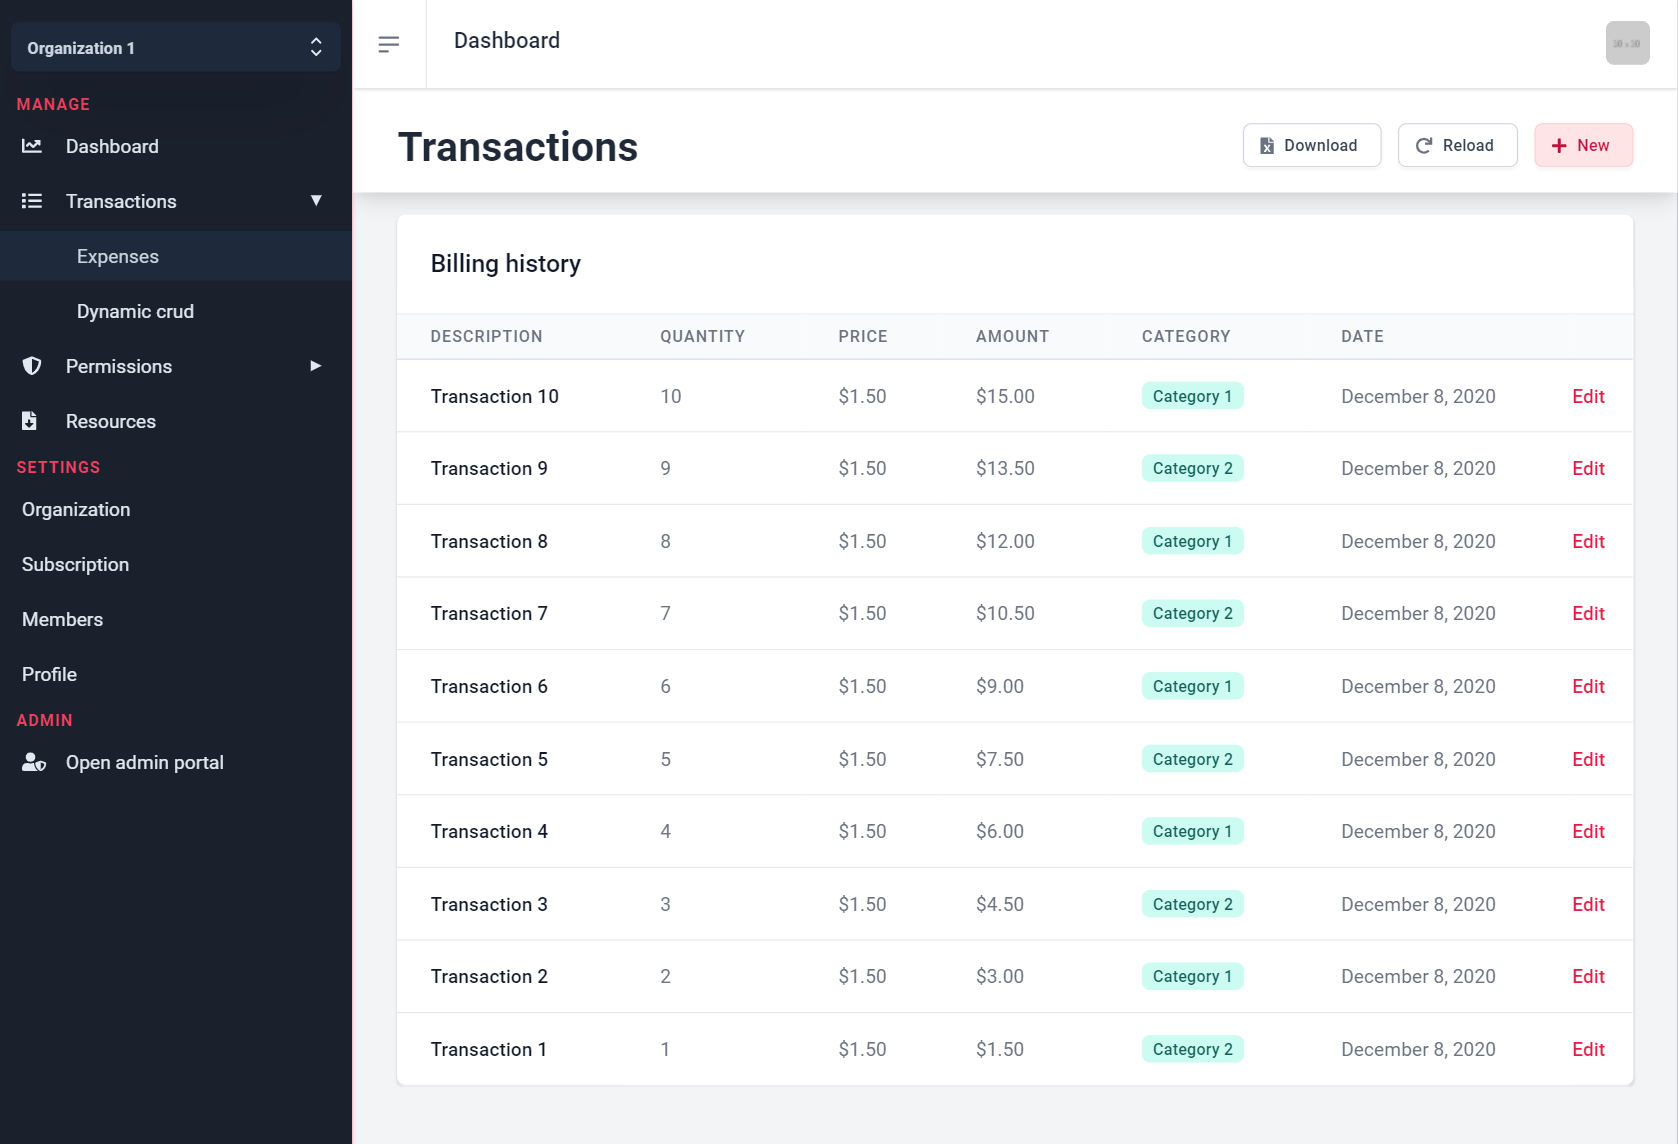 Organization 1
MANAGE
Dashboard
Transactions
Expenses
Dynamic crud
Permissions
Resources
SETTINGS
Organization
Subscription
Members
Profile
ADMIN
Open admin portal
Dashboard
Transactions
Download Reload New
Billing history
DESCRIPTION QUANTITY PRICE AMOUNT CATEGORY DATE
Transaction 10 10 $1.50 $15.00 Category 1 December 8, 2020 Edit
Transaction 9 9 $1.50 $13.50 Category 2 December 8, 2020 Edit
Transaction 8 8 $1.50 $12.00 Category 1 December 8, 2020 Edit
Transaction 7 7 $1.50 $10.50 Category 2 December 8, 2020 Edit
Transaction 6 6 $1.50 $9.00 Category 1 December 8, 2020 Edit
Transaction 5 5 $1.50 $7.50 Category 2 December 8, 2020 Edit
Transaction 4 4 $1.50 $6.00 Category 1 December 8, 2020 Edit
Transaction 3 3 $1.50 $4.50 Category 2 December 8, 2020 Edit
Transaction 2 2 $1.50 $3.00 Category 1 December 8, 2020 Edit
Transaction 1 1 $1.50 $1.50 Category 2 December 8, 2020 Edit